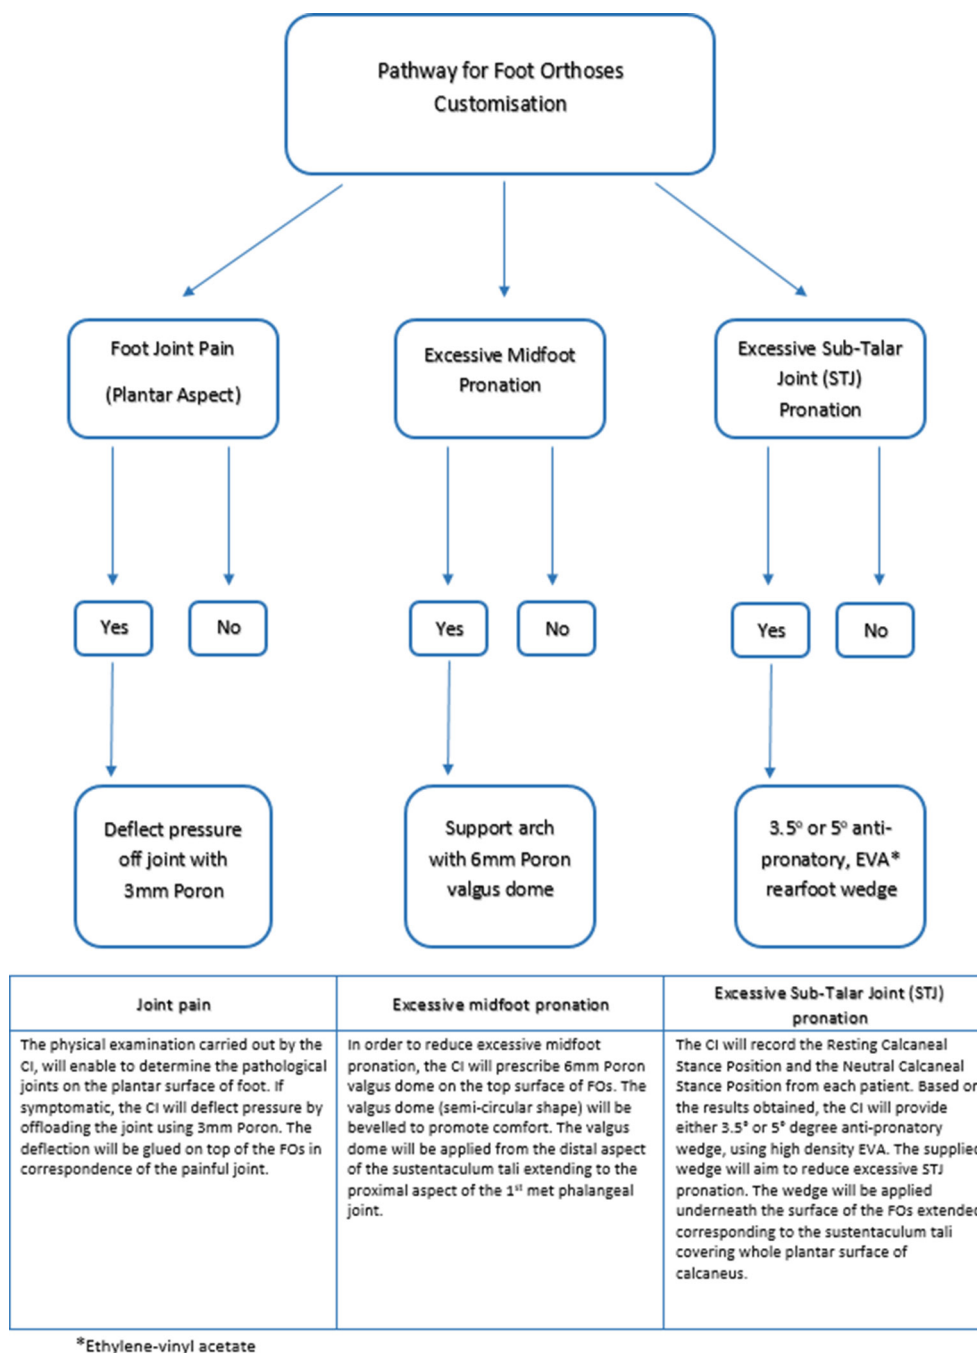 Pathway for Foot Orthoses
Customisation
Foot Joint Pain
(Plantar Aspect)
Excessive Midfoot
Pronation
Excessive Sub-Talar
Joint (STJ)
Pronation
Yes
No
Yes
No
Yes
No
Deflect pressure
off joint with
3mm Poron
Support arch
with 6mm Poron
valgus dome
3.5° or 5° anti-
pronatory, EVA*
rearfoot wedge
Joint pain
The physical examination carried out by the
CI, will enable to determine the pathological
joints on the plantar surface of foot. If
symptomatic, the CI will deflect pressure by
offloading the joint using 3mm Poron. The
deflection will be glued on top of the FOs in
correspondence of the painful joint.
Excessive midfoot pronation
In order to reduce excessive midfoot
pronation, the CI will prescribe 6mm Poron
valgus dome on the top surface of FOs. The
valgus dome (semi-circular shape) will be
bevelled to promote comfort. The valgus
dome will be applied from the distal aspect
of the sustentaculum tali extending to the
proximal aspect of the 1st met phalangeal
joint.
Excessive Sub-Talar Joint (STJ)
pronation
The CI will record the Resting Calcaneal
Stance Position and the Neutral Calcaneal
Stance Position from each patient. Based on
the results obtained, the CI will provide
either 3.5° or 5° degree anti-pronatory
wedge, using high density EVA. The supplied
wedge will aim to reduce excessive STJ
pronation. The wedge will be applied
underneath the surface of the FOs extended
corresponding to the sustentaculum tali
covering whole plantar surface of
calcaneus.
*Ethylene-vinyl acetate